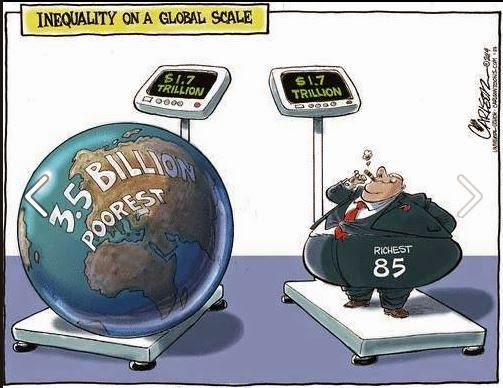 INEQUALITY ON A GLOBAL SCALE
$1.7
TRILLION
$1.7
TRILLION
3.5 BILLION
POOREST
RICHEST
85